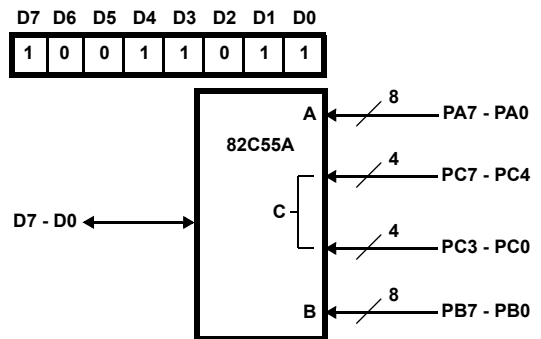 D7 D6 D5 D4 D3 D2 D1 D0
1 0 0 1 1 0 1 1
A 8 PA7 - PA0
82C55A
4 PC7 - PC4
C
D7 - D0
4 PC3 - PC0
B 8 PB7 - PB0